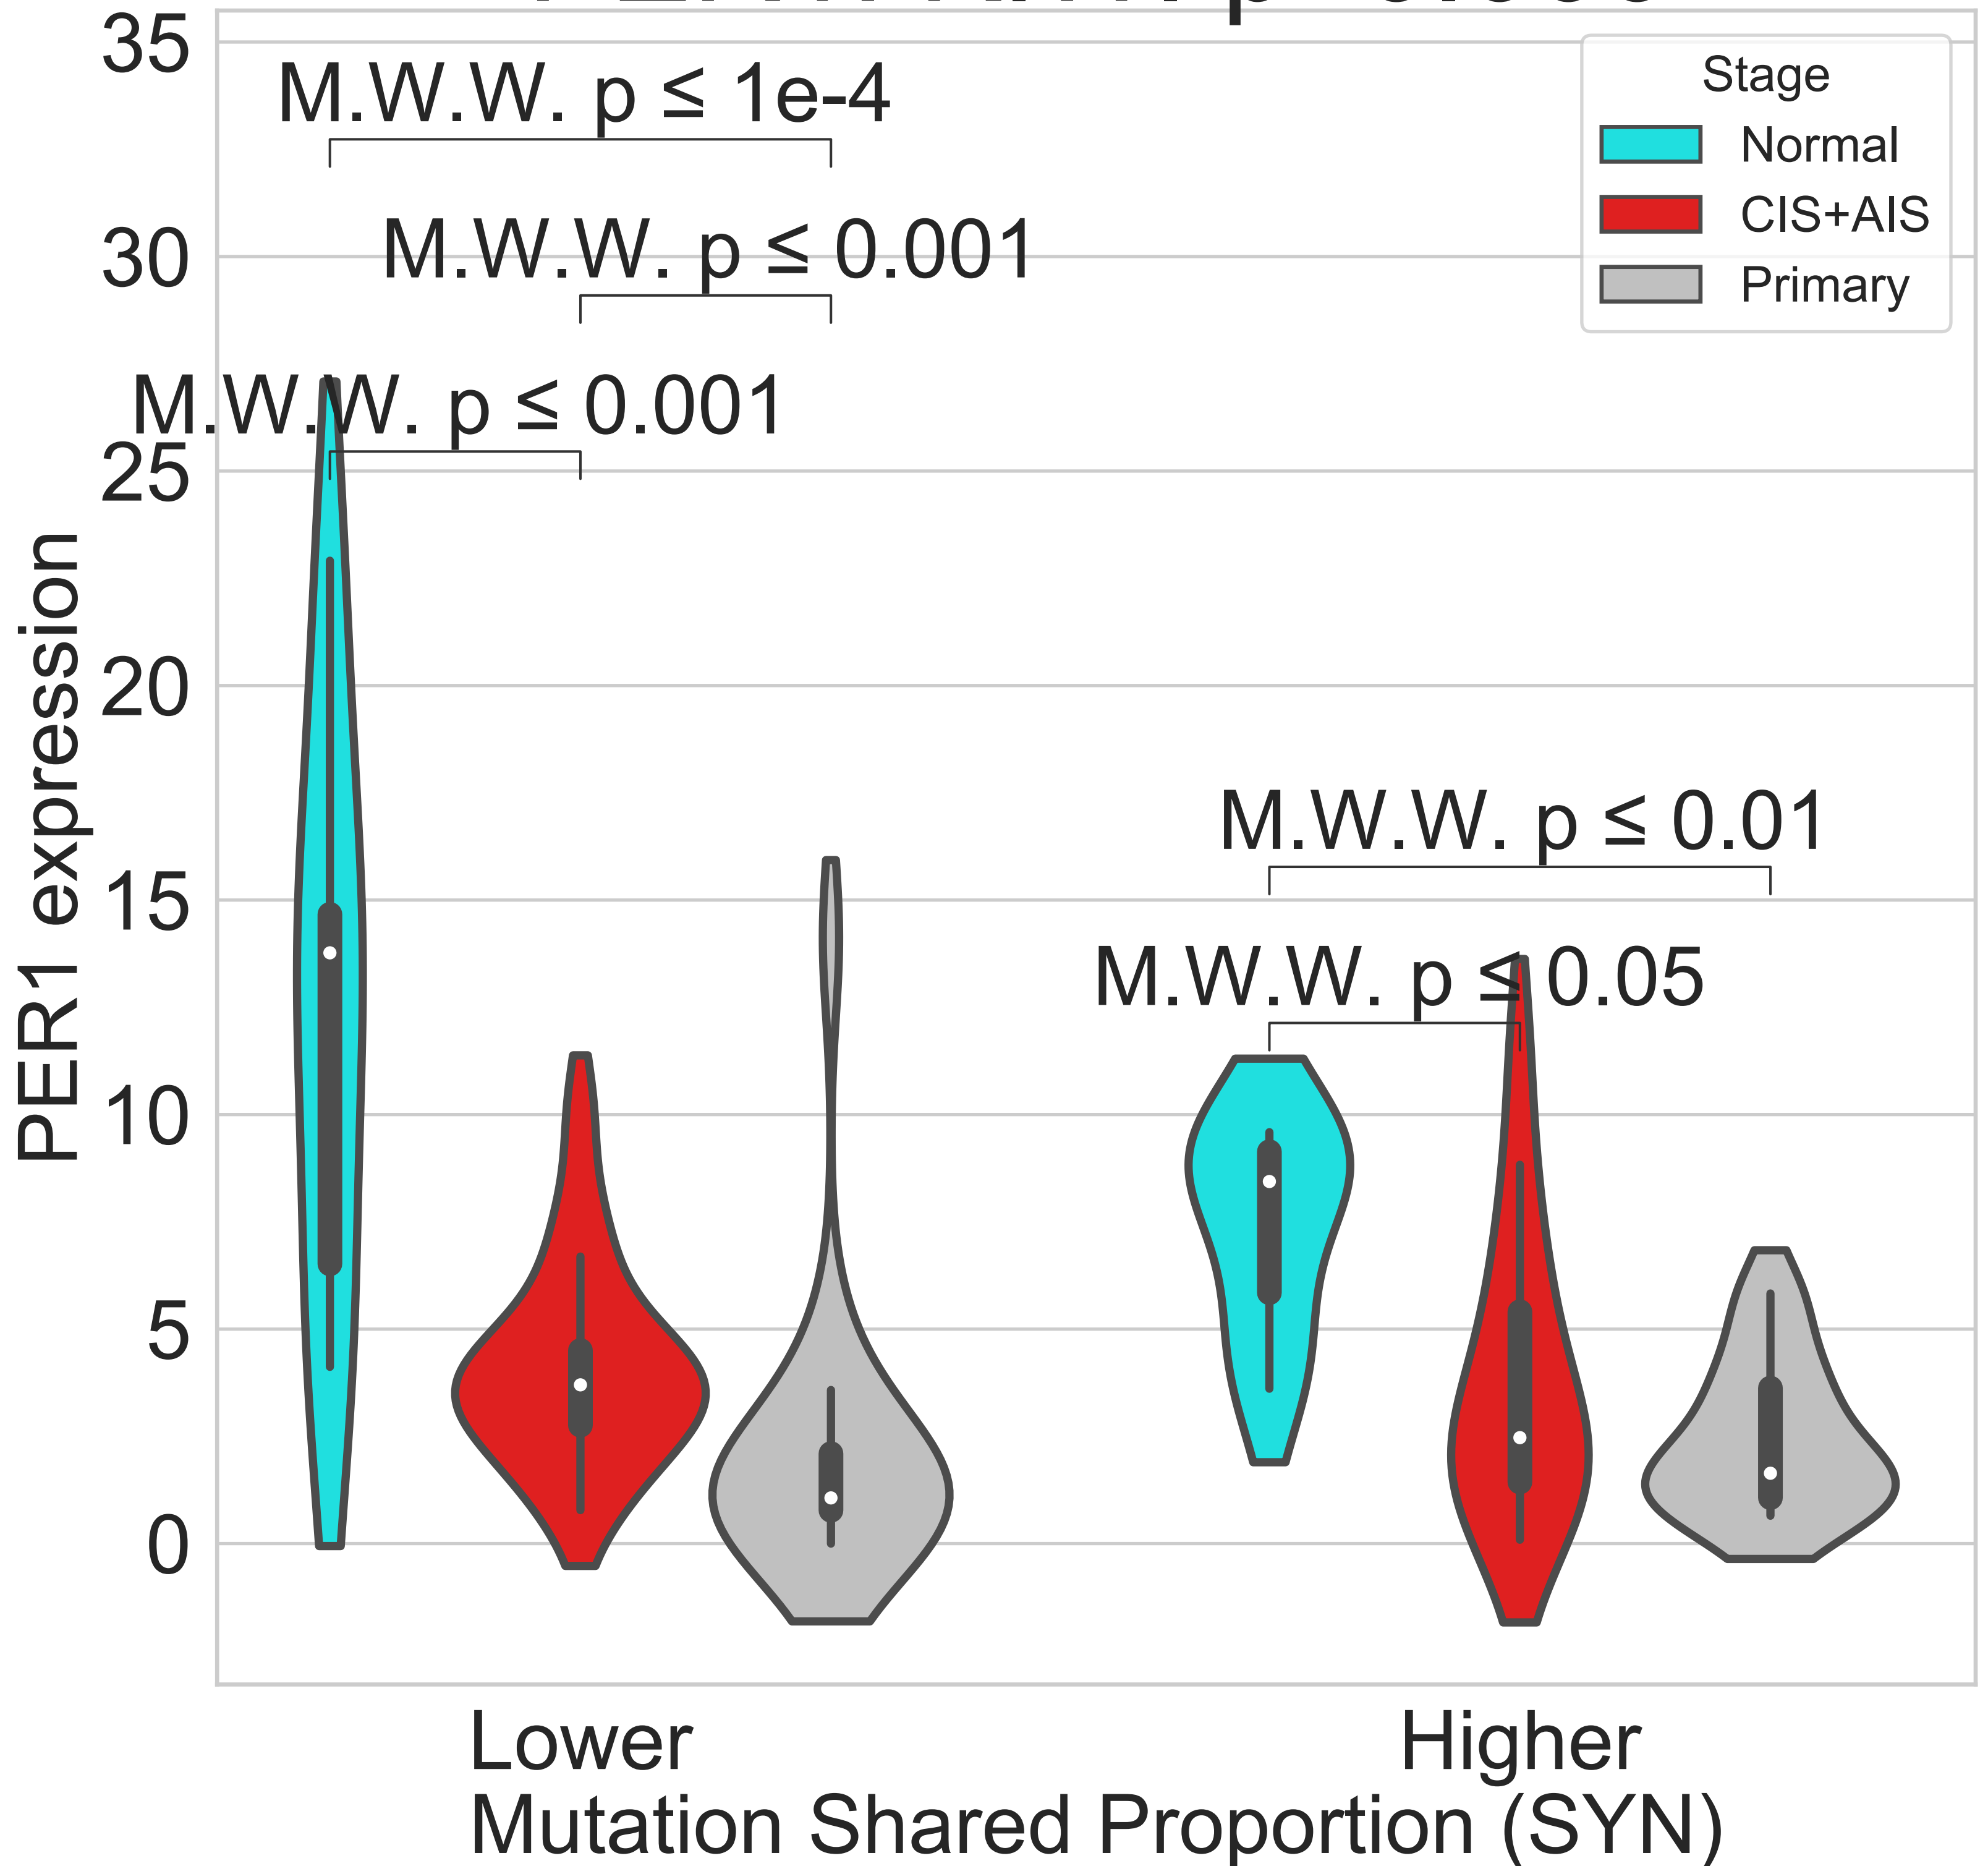 35
M.W.W. p ≤ 1e-4
Stage
Normal
CIS+AIS
Primary
30
M.W.W. p ≤ 0.001
M.W.W. p ≤ 0.001
25
20
15
10
5
0
PER1 expression
M.W.W. p ≤ 0.01
M.W.W. p ≤ 0.05
Lower
Higher
Mutation Shared Proportion (SYN)